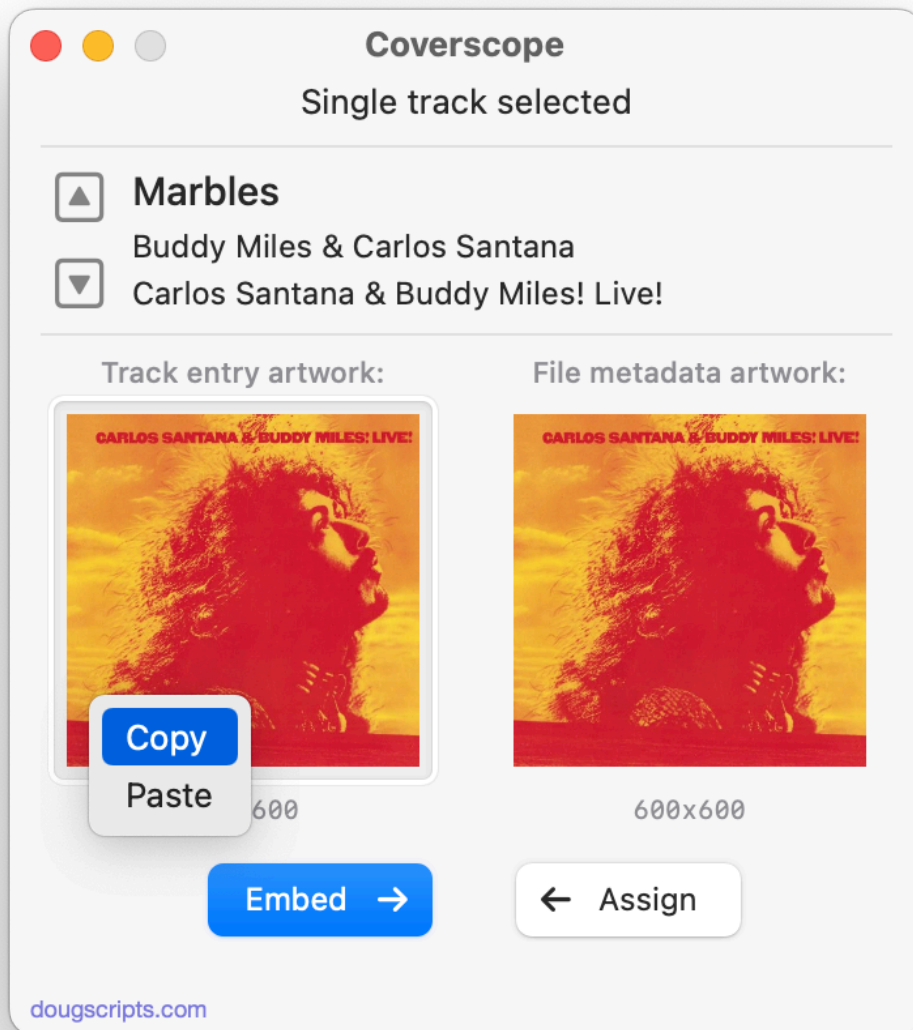 Coverscope
Single track selected
Marbles
Buddy Miles & Carlos Santana
Carlos Santana & Buddy Miles! Live!
Track entry artwork:
File metadata artwork:
CARLOS SANTANA & BUDDY MILES! LIVE!
CARLOS SANTANA & BUDDY MILES! LIVE!
Copy
Paste
600
600x600
Embed →
← Assign
dougscripts.com